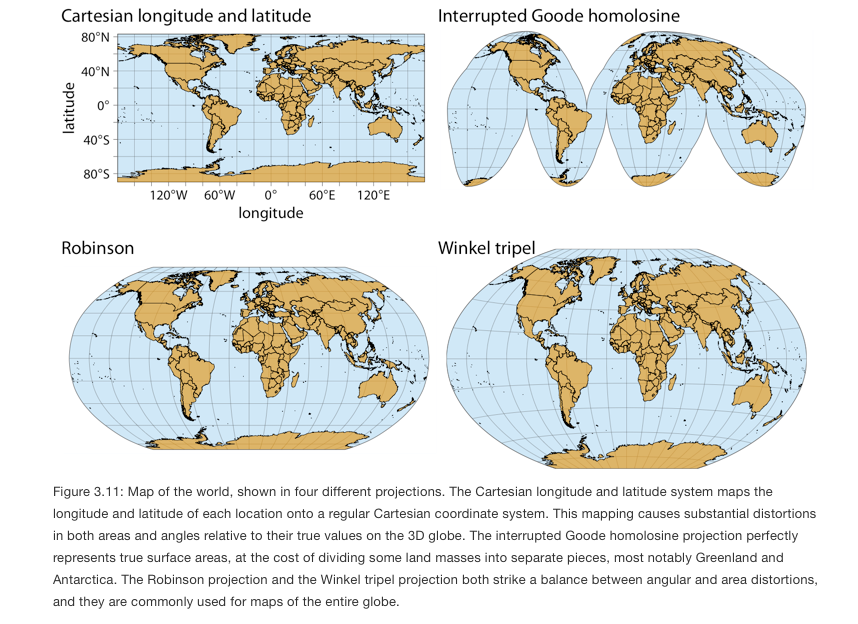 Cartesian longitude and latitude
80°N
40°N
0°
40°S
80°S
latitude
120°W 60°W 0° 60°E 120°E
longitude
Interrupted Goode homolosine
Robinson
Winkel tripel
Figure 3.11: Map of the world, shown in four different projections. The Cartesian longitude and latitude system maps the
longitude and latitude of each location onto a regular Cartesian coordinate system. This mapping causes substantial distortions
in both areas and angles relative to their true values on the 3D globe. The interrupted Goode homolosine projection perfectly
represents true surface areas, at the cost of dividing some land masses into separate pieces, most notably Greenland and
Antarctica. The Robinson projection and the Winkel tripel projection both strike a balance between angular and area distortions,
and they are commonly used for maps of the entire globe.